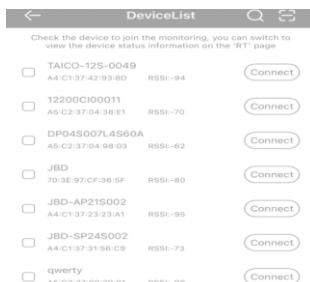 DeviceList
Check the device to join the monitoring, you can switch to
view the device status information on the 'RT' page
TAICO-12S-0049
A4:C1:37:42:93:BD RSSI:-94
Connect
12200CI00011
A5:C2:37:04:38:E1 RSSI:-70
Connect
DP04S007L4S60A
A5:C2:37:04:98:03 RSSI:-62
Connect
JBD
70:3E:97:CF:36:5F RSSI:-80
Connect
JBD-AP21S002
A4:C1:37:23:23:A1 RSSI:-95
Connect
JBD-SP24S002
A4:C1:37:31:56:C9 RSSI:-73
Connect
qwerty
Connect